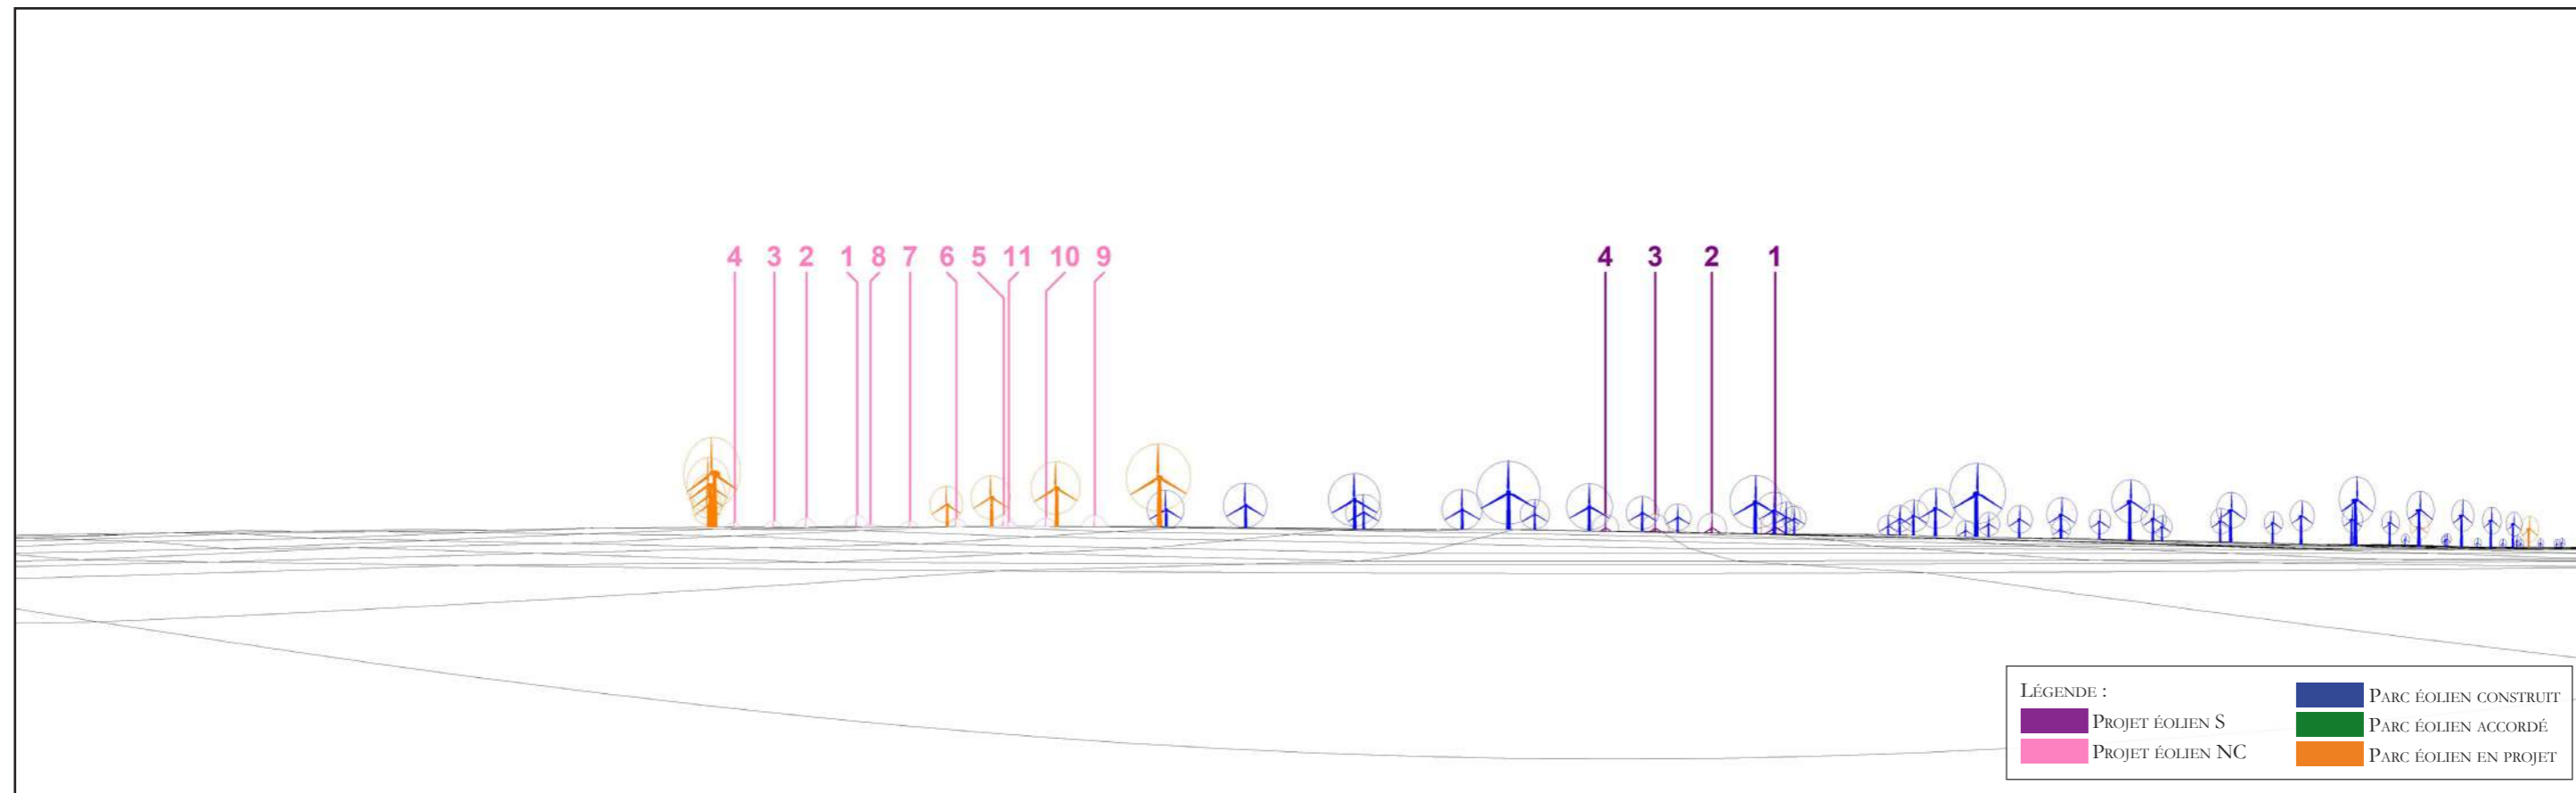 4 3 2 1 8 7 6 5 11 10 9 4 3 2 1
Légende :
Projet éolien S
Projet éolien NC
Parc éolien construit
Parc éolien accordé
Parc éolien en projet